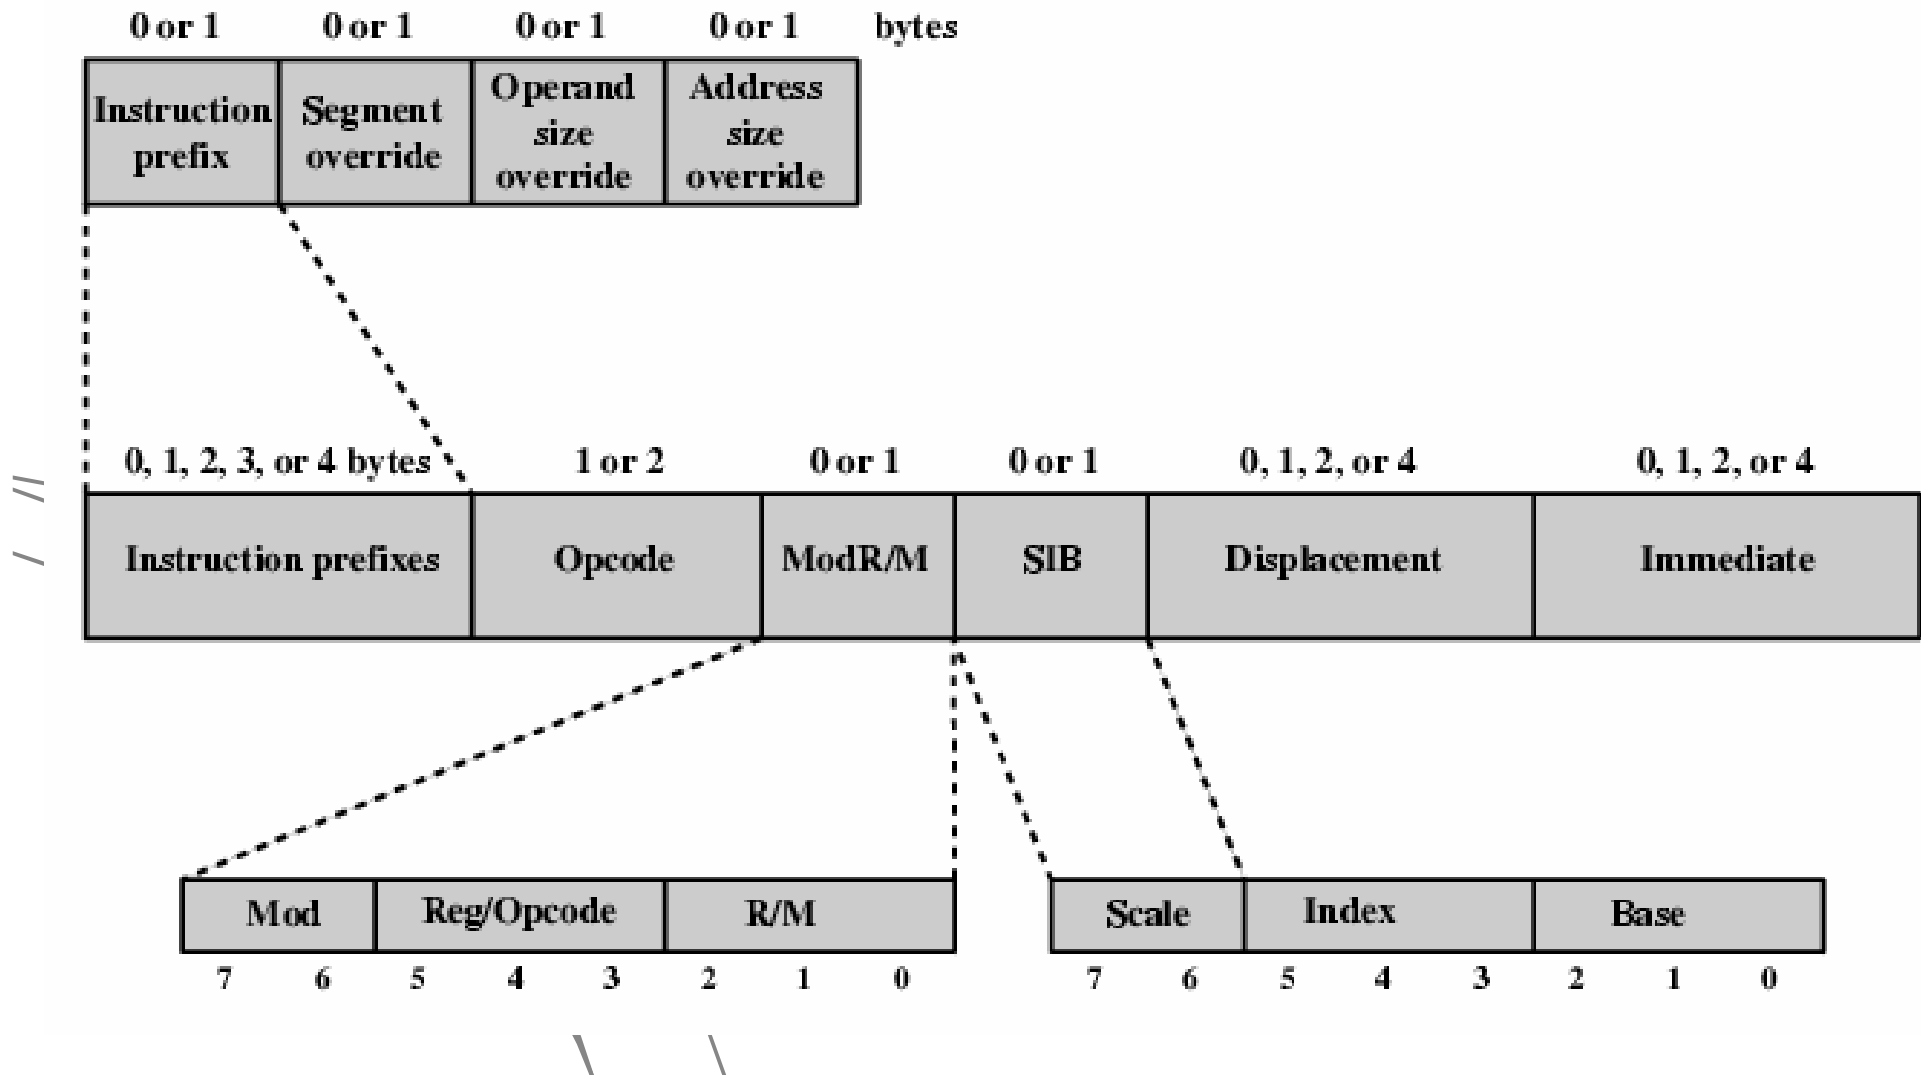 0 or 1 0 or 1 0 or 1 0 or 1 bytes
Instruction prefix
Segment override
Operand size override
Address size override
0, 1, 2, 3, or 4 bytes 1 or 2 0 or 1 0 or 1 0, 1, 2, or 4 0, 1, 2, or 4
Instruction prefixes Opcode ModR/M SIB Displacement Immediate
Mod Reg/Opcode R/M Scale Index Base
7 6 5 4 3 2 1 0 7 6 5 4 3 2 1 0